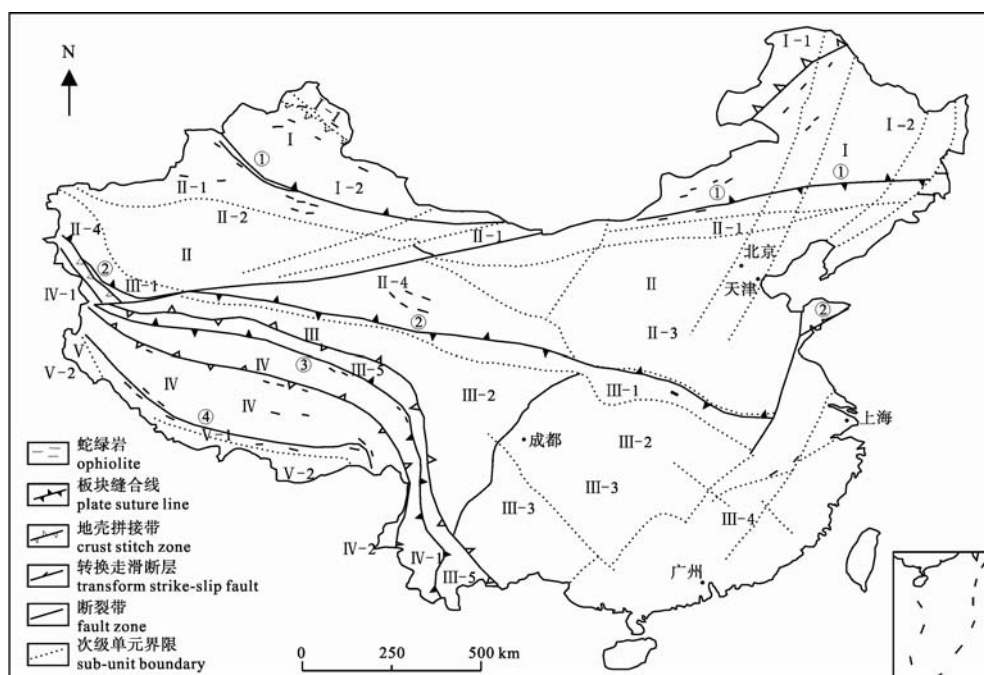 N
Ⅰ-1
Ⅰ
Ⅰ
Ⅰ-2
Ⅰ
①
Ⅰ-2
①
①
Ⅱ-1
Ⅱ-2
Ⅱ-1
Ⅱ-1
Ⅱ-4
Ⅱ
Ⅱ-4
Ⅱ
北京
天津
②
Ⅲ-1
Ⅳ-1
②
②
Ⅱ-3
Ⅲ
③
Ⅲ-5
Ⅴ
Ⅴ-2
Ⅳ
Ⅳ
Ⅲ-2
Ⅲ-1
④
Ⅴ-1
Ⅴ-2
成都
Ⅲ-2
上海
Ⅲ-3
Ⅲ-3
Ⅲ-4
Ⅳ-2
Ⅳ-1
Ⅲ-5
广州
蛇绿岩
ophiolite
板块缝合线
plate suture line
地壳拼接带
crust stitch zone
转换走滑断层
transform strike-slip fault
断裂带
fault zone
次级单元界限
sub-unit boundary
0 250 500 km